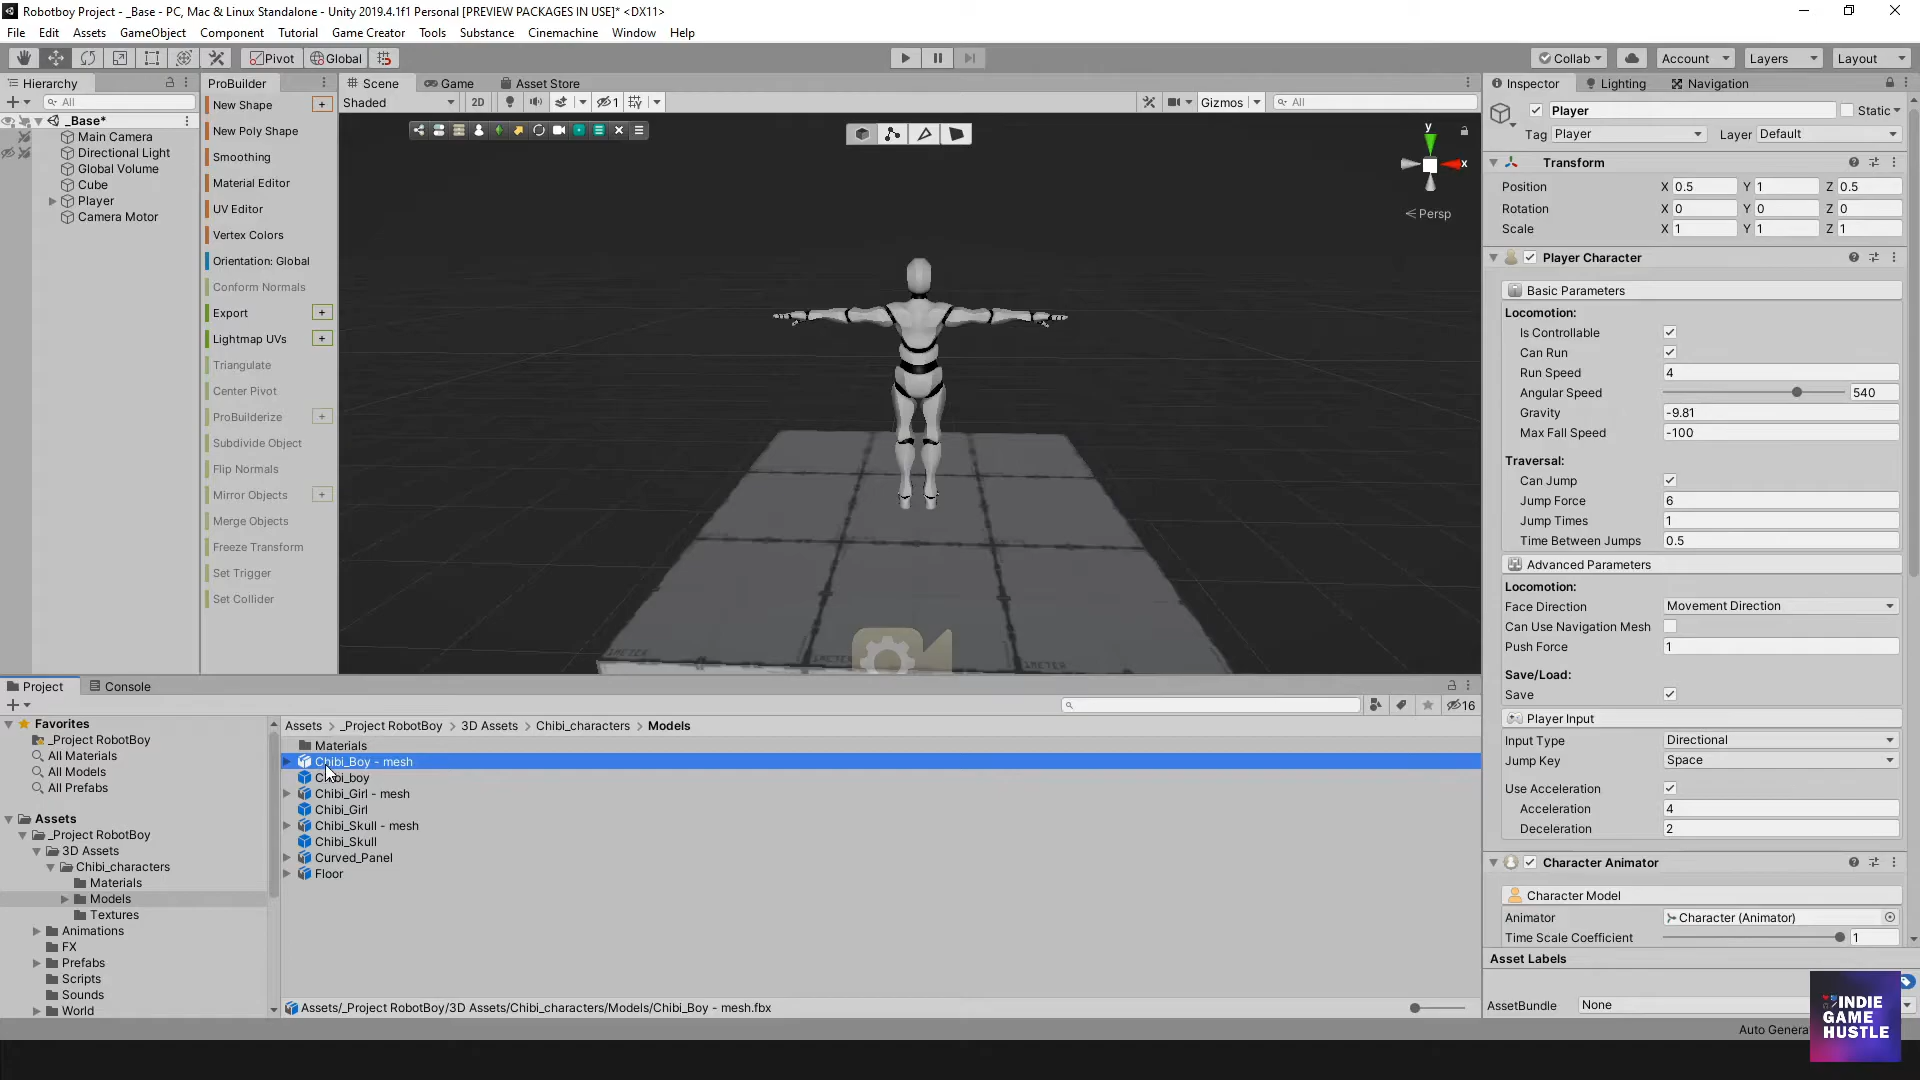 Robotboy Project - _Base - PC, Mac & Linux Standalone - Unity 2019.4.1f1 Personal [PREVIEW PACKAGES IN USE]* <DX11>
File Edit Assets GameObject Component Tutorial Game Creator Tools Substance Cinemachine Window Help
Pivot Global Collab Account Layers Layout
Hierarchy ProBuilder Scene Game Asset Store Inspector Lighting Navigation
All
_Base*
Main Camera
Directional Light
Global Volume
Cube
Player
Camera Motor
New Shape
New Poly Shape
Smoothing
Material Editor
UV Editor
Vertex Colors
Orientation: Global
Conform Normals
Export
Lightmap UVs
Triangulate
Center Pivot
ProBuilderize
Subdivide Object
Flip Normals
Mirror Objects
Merge Objects
Freeze Transform
Set Trigger
Set Collider
Shaded 2D 1 Gizmos All
y
x
Persp
1METER
Player Static
Tag Player Layer Default
Transform
Position X 0.5 Y 1 Z 0.5
Rotation X 0 Y 0 Z 0
Scale X 1 Y 1 Z 1
Player Character
Basic Parameters
Locomotion:
Is Controllable
Can Run
Run Speed 4
Angular Speed 540
Gravity -9.81
Max Fall Speed -100
Traversal:
Can Jump
Jump Force 6
Jump Times 1
Time Between Jumps 0.5
Advanced Parameters
Locomotion:
Face Direction Movement Direction
Can Use Navigation Mesh
Push Force 1
Save/Load:
Save
Player Input
Input Type Directional
Jump Key Space
Use Acceleration
Acceleration 4
Deceleration 2
Character Animator
Character Model
Animator Character (Animator)
Time Scale Coefficient 1
Asset Labels
AssetBundle None
Auto Genera
INDIE
GAME
HUSTLE
Project Console
16
Favorites
_Project RobotBoy
All Materials
All Models
All Prefabs
Assets
_Project RobotBoy
3D Assets
Chibi_characters
Materials
Models
Textures
Animations
FX
Prefabs
Scripts
Sounds
World
Assets > _Project RobotBoy > 3D Assets > Chibi_characters > Models
Materials
Chibi_Boy - mesh
Chibi_boy
Chibi_Girl - mesh
Chibi_Girl
Chibi_Skull - mesh
Chibi_Skull
Curved_Panel
Floor
Assets/_Project RobotBoy/3D Assets/Chibi_characters/Models/Chibi_Boy - mesh.fbx